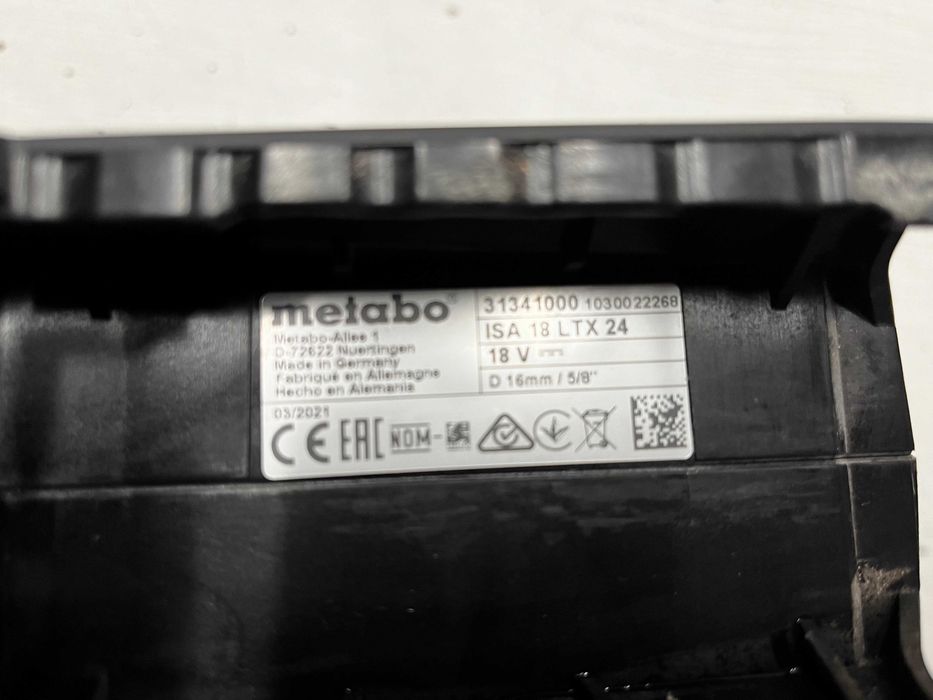 metabo®
Metabo-Allee 1
D-72622 Nuertingen
Made in Germany
Fabriqué en Allemagne
Hecho en Alemania
31341000 1030022268
ISA 18 LTX 24
18 V
D 16mm / 5/8"
03/2021
CE EAC NOM-